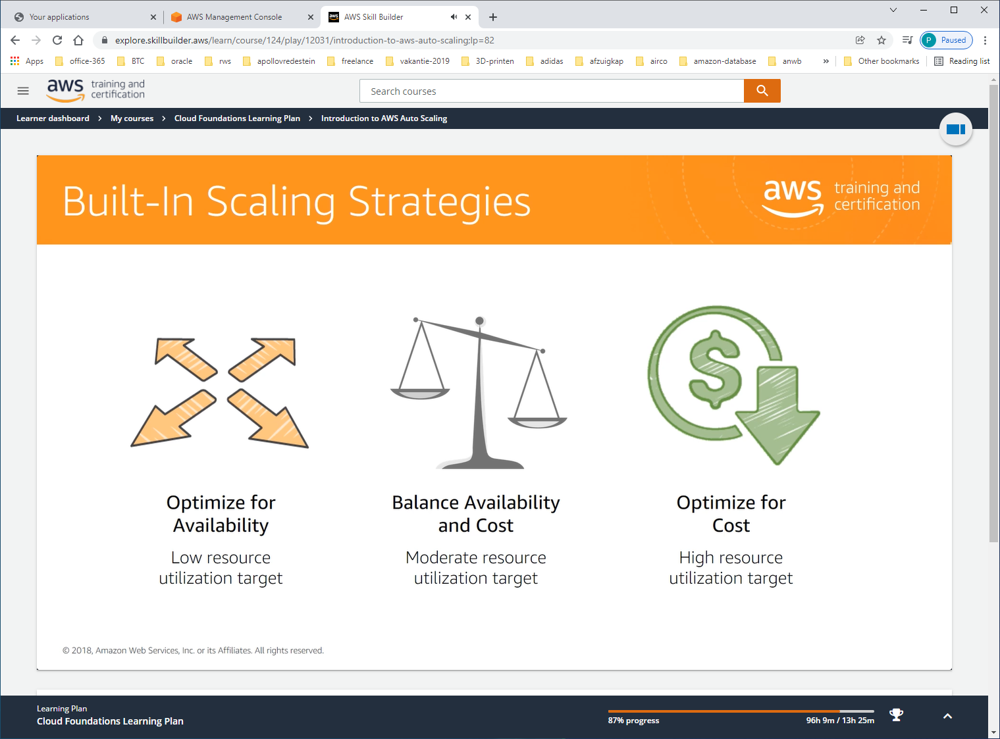 Your applications
AWS Management Console
aws
AWS Skill Builder
explore.skillbuilder.aws/learn/course/124/play/12031/introduction-to-aws-auto-scaling;lp=82
P Paused
Apps office-365 BTC oracle rws apollovredestein freelance vakantie-2019 3D-printen adidas afzuigkap airco amazon-database anwb » Other bookmarks Reading list
aws training and
certification
Search courses
Learner dashboard > My courses > Cloud Foundations Learning Plan > Introduction to AWS Auto Scaling
Built-In Scaling Strategies
aws training and
certification
$
Optimize for
Availability
Low resource
utilization target
Balance Availability
and Cost
Moderate resource
utilization target
Optimize for
Cost
High resource
utilization target
© 2018, Amazon Web Services, Inc. or its Affiliates. All rights reserved.
Learning Plan
Cloud Foundations Learning Plan
87% progress
96h 9m / 13h 25m